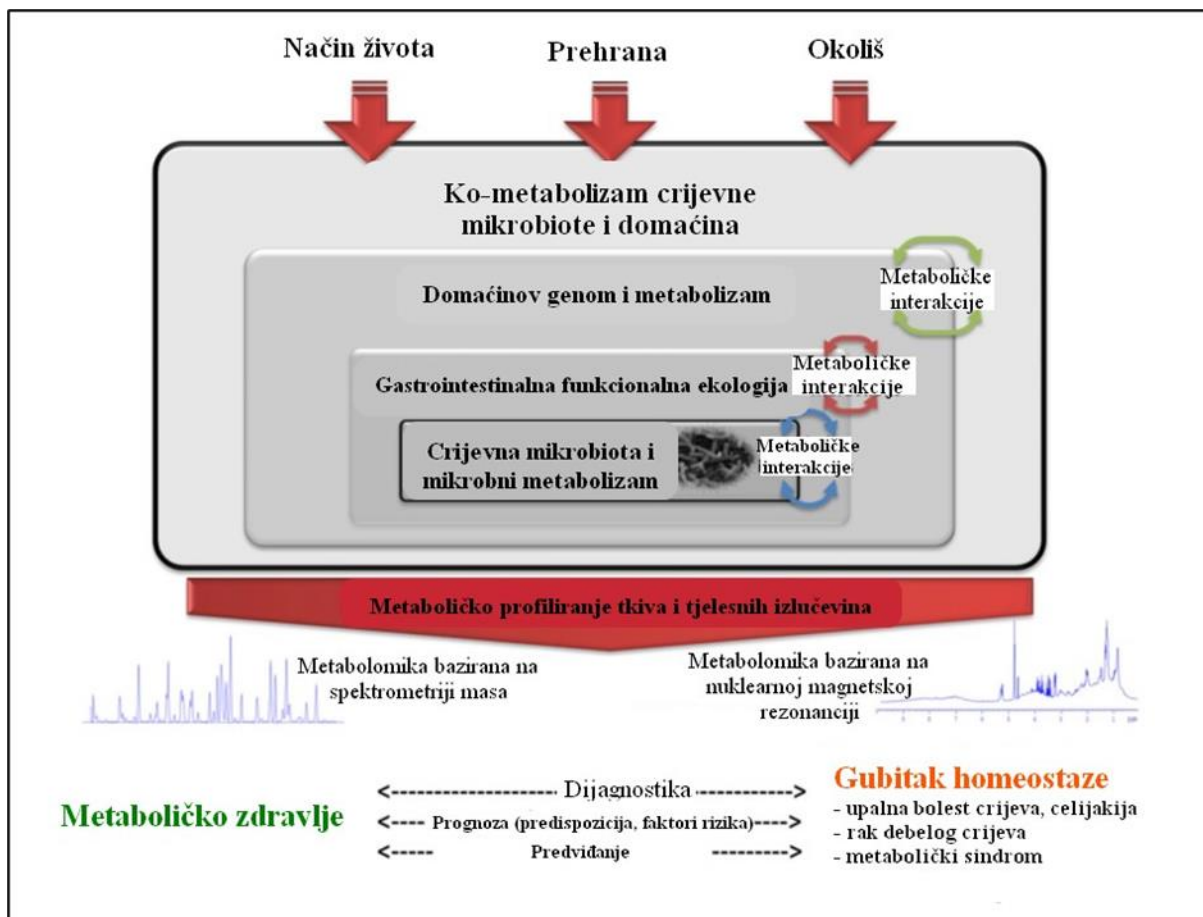 Način života
Prehrana
Okoliš
Ko-metabolizam crijevne
mikrobiote i domaćina
Metaboličke
interakcije
Domaćinov genom i metabolizam
Metaboličke
interakcije
Gastrointestinalna funkcionalna ekologija
Crijevna mikrobiota i
mikrobni metabolizam
Metaboličke
interakcije
Metaboličko profiliranje tkiva i tjelesnih izlučevina
Metabolomika bazirana na
spektrometriji masa
Metabolomika bazirana na
nuklearnoj magnetskoj
rezonanciji
Metaboličko zdravlje
Dijagnostika
Prognoza (predispozicija, faktori rizika)
Predviđanje
Gubitak homeostaze
- upalna bolest crijeva, celijakija
- rak debelog crijeva
- metabolički sindrom